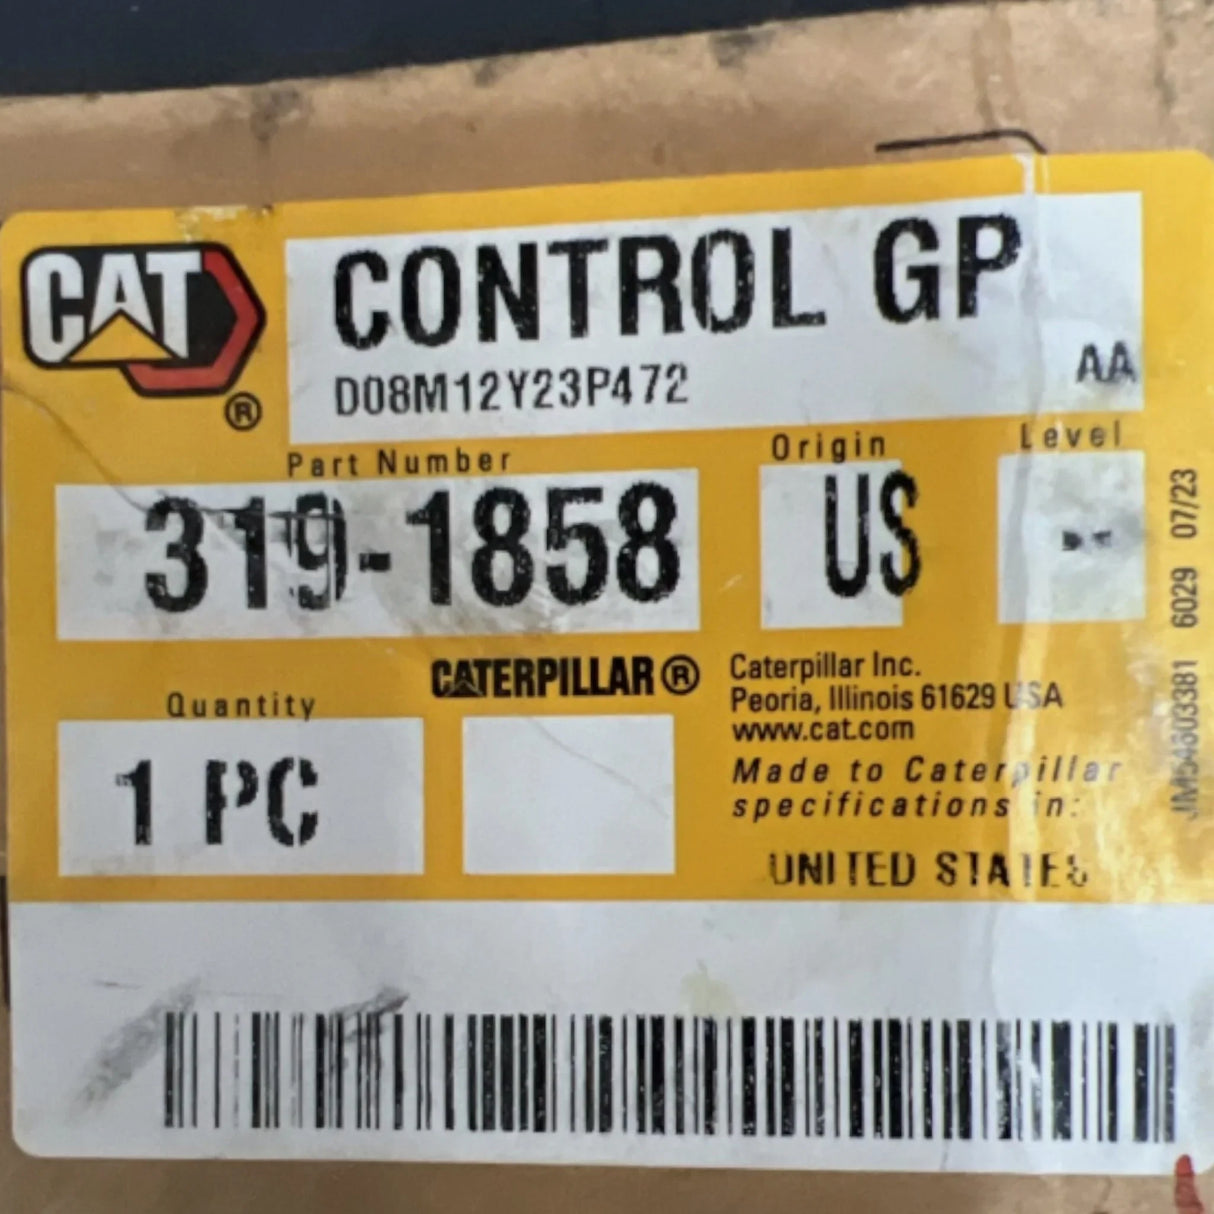 CAT
®
CONTROL GP
D08M12Y23P472
AA
Part Number
Origin
Level
319-1858
US
--
CATERPILLAR®
Caterpillar Inc.
Peoria, Illinois 61629 USA
www.cat.com
Made to Caterpillar
specifications in:
UNITED STATES
Quantity
1 PC
6029 07/23